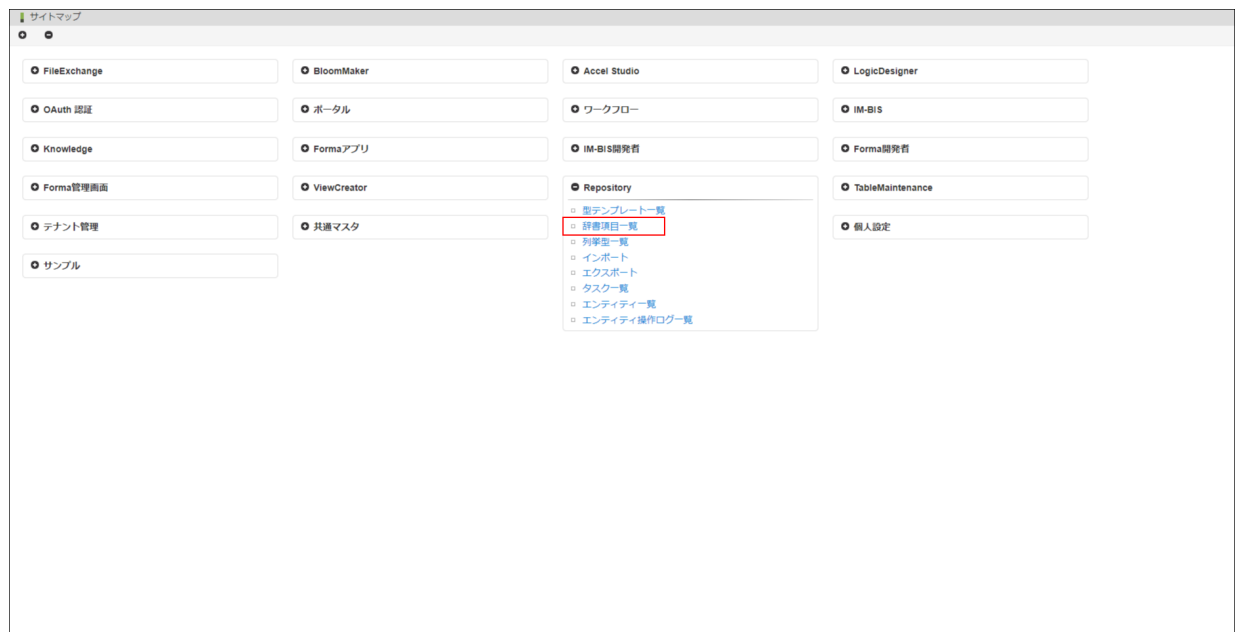 サイトマップ
FileExchange
BloomMaker
Accel Studio
LogicDesigner
OAuth 認証
ポータル
ワークフロー
IM-BIS
Knowledge
Formaアプリ
IM-BIS開発者
Forma開発者
Forma管理画面
ViewCreator
Repository
TableMaintenance
型テンプレート一覧
テナント管理
共通マスタ
辞書項目一覧
個人設定
列挙型一覧
インポート
サンプル
エクスポート
タスク一覧
エンティティ一覧
エンティティ操作ログ一覧